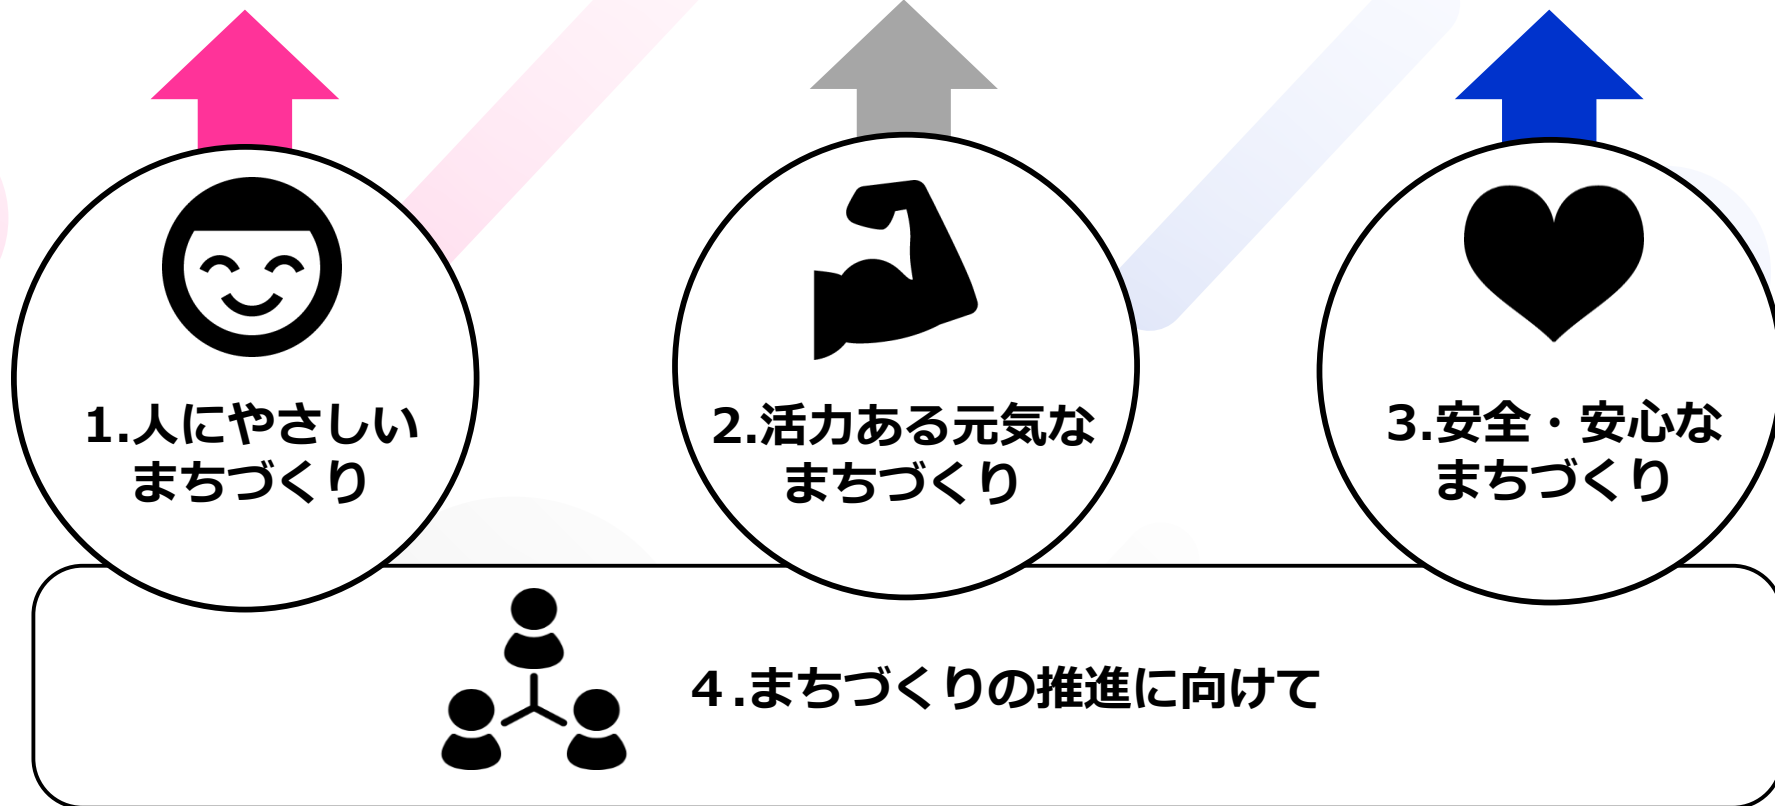 1.人にやさしい
まちづくり
2.活力ある元気な
まちづくり
3.安全・安心な
まちづくり
４.まちづくりの推進に向けて